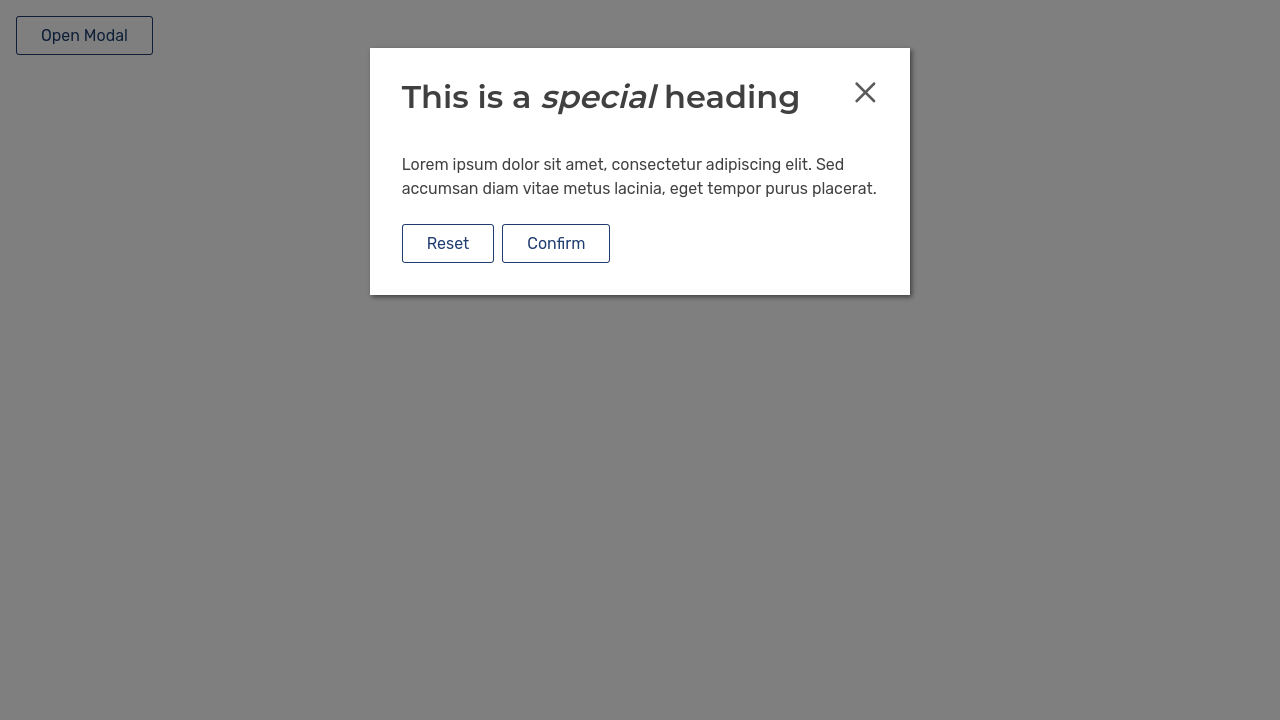 Open Modal
This is a special heading
Lorem ipsum dolor sit amet, consectetur adipiscing elit. Sed
accumsan diam vitae metus lacinia, eget tempor purus placerat.
Reset
Confirm